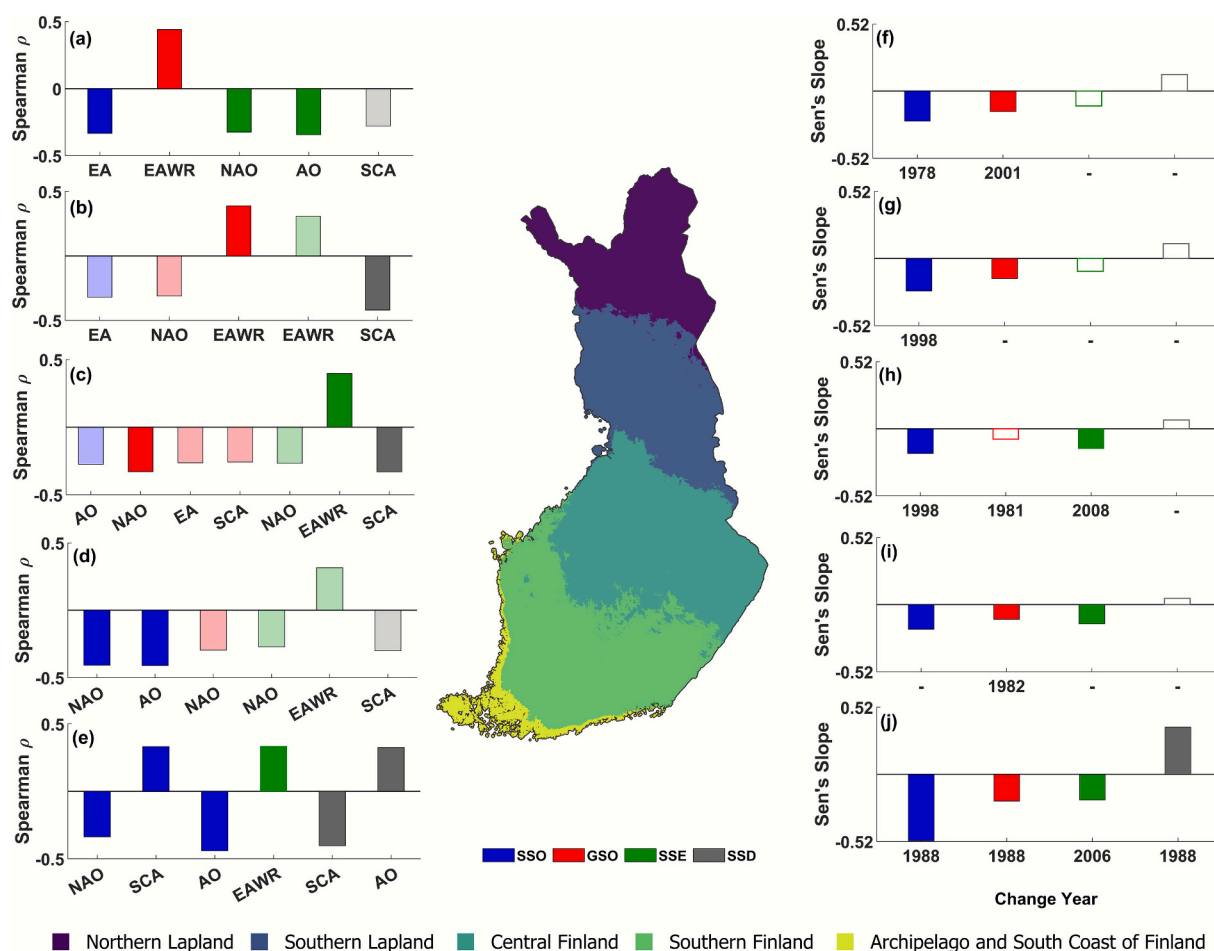 0.5
(a)
Spearman ρ
0
-0.5
EA EAWR NAO AO SCA
0.5
(b)
Spearman ρ
-0.5
EA NAO EAWR EAWR SCA
0.5
(c)
Spearman ρ
-0.5
AO NAO EA SCA NAO EAWR SCA
0.5
(d)
Spearman ρ
-0.5
NAO AO NAO NAO EAWR SCA
0.5
(e)
Spearman ρ
-0.5
NAO SCA AO EAWR SCA AO
0.52
(f)
Sen's Slope
-0.52
1978 2001 - -
0.52
(g)
Sen's Slope
-0.52
1998 - - -
0.52
(h)
Sen's Slope
-0.52
1998 1981 2008 -
0.52
(i)
Sen's Slope
-0.52
- 1982 - -
0.52
(j)
Sen's Slope
-0.52
1988 1988 2006 1988
Change Year
SSO GSO SSE SSD
Northern Lapland Southern Lapland Central Finland Southern Finland Archipelago and South Coast of Finland